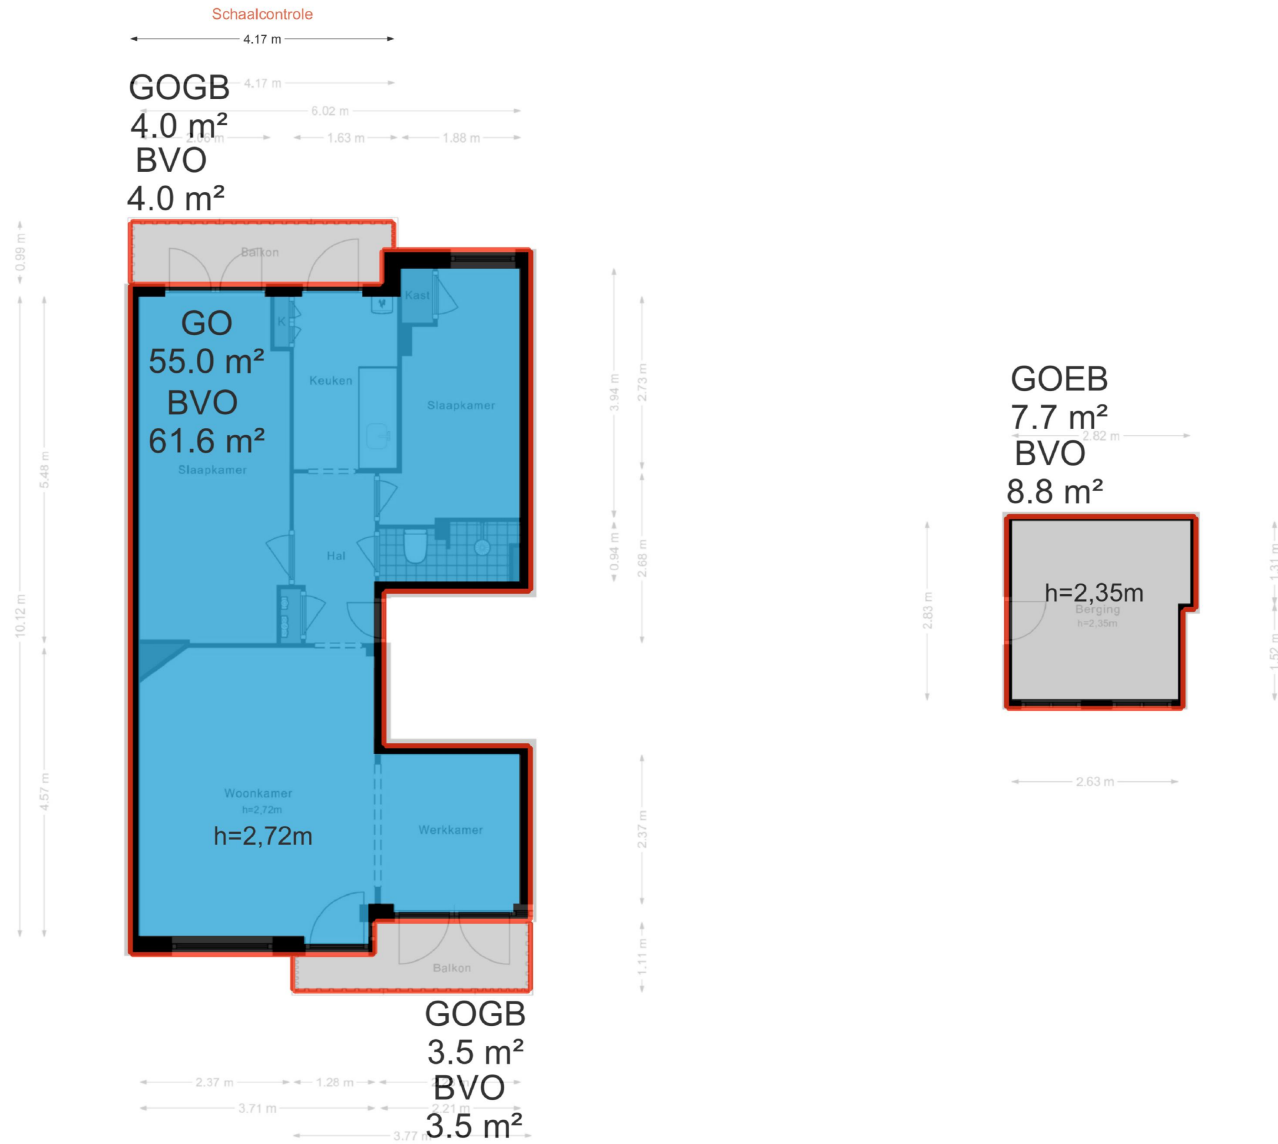 Schaalcontrole
4.17 m
4.17 m
GOGB
4.0 m²
BVO
4.0 m²
6.02 m
1.63 m
1.88 m
0.99 m
Balkon
Kast
K
GO
55.0 m²
BVO
61.6 m²
Keuken
Slaapkamer
Slaapkamer
Hal
5.48 m
10.12 m
4.57 m
3.94 m
2.73 m
0.94 m
2.68 m
Woonkamer
h=2,72m
h=2,72m
Werkkamer
2.37 m
1.11 m
Balkon
GOGB
3.5 m²
BVO
3.5 m²
2.37 m
1.28 m
3.71 m
2.21 m
3.77 m
GOEB
7.7 m²
2.82 m
BVO
8.8 m²
h=2,35m
Berging
h=2,35m
2.83 m
1.31 m
1.52 m
2.63 m